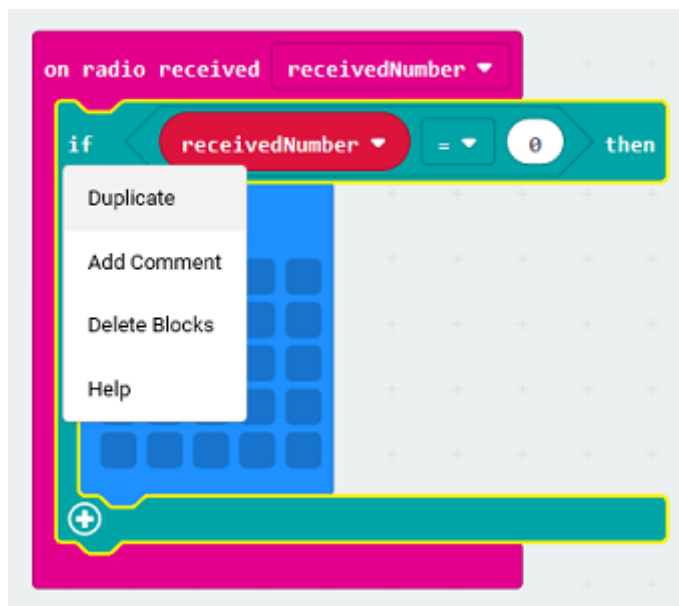 on radio received receivedNumber
if receivedNumber = 0 then
Duplicate
Add Comment
Delete Blocks
Help